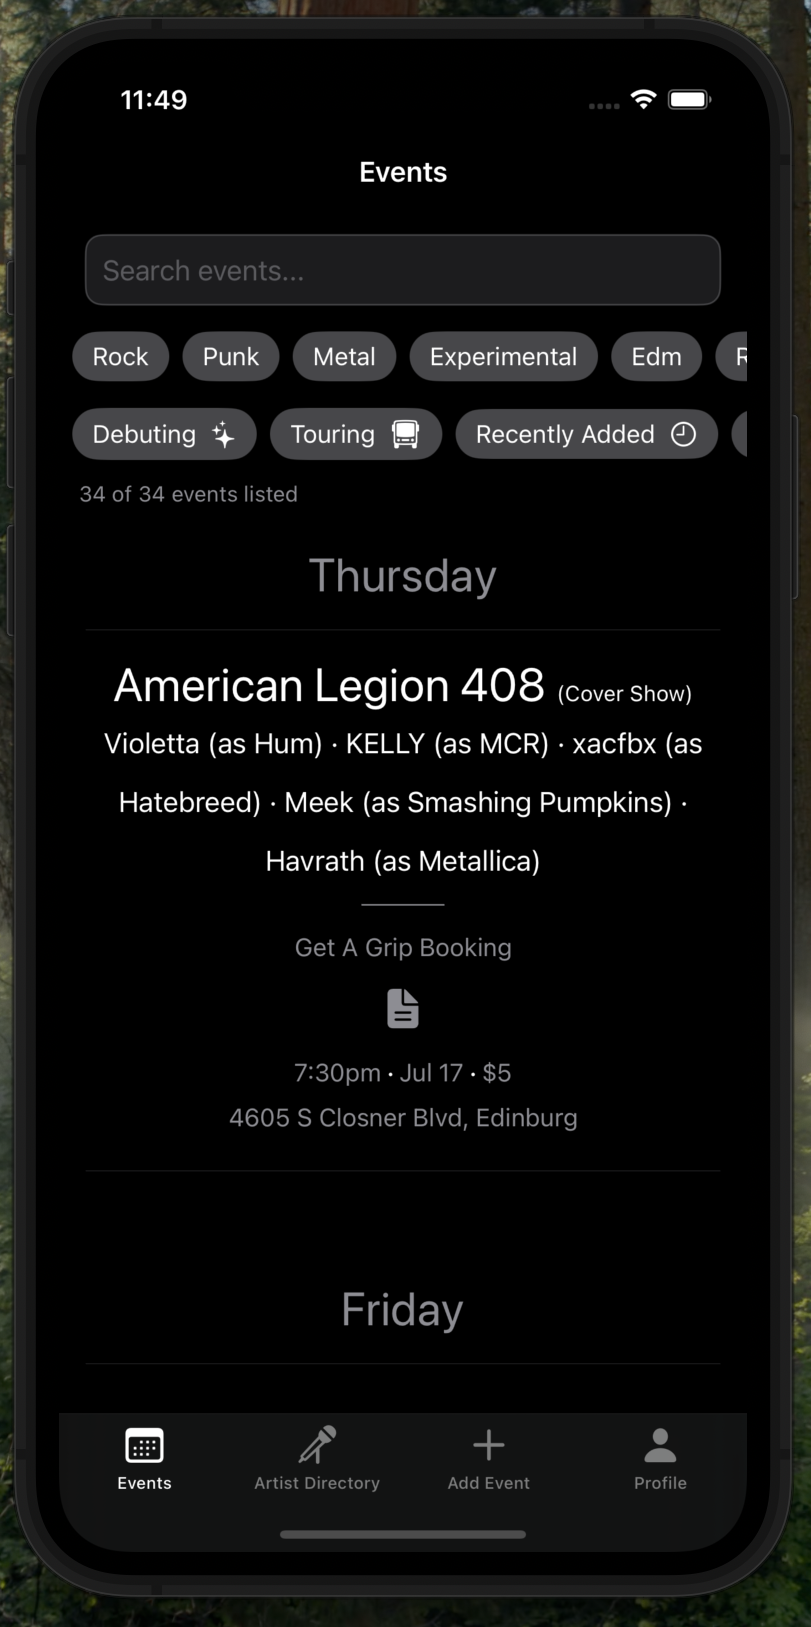 11:49
Events
Search events...
Rock Punk Metal Experimental Edm
Debuting Touring Recently Added
34 of 34 events listed
Thursday
American Legion 408 (Cover Show)
Violetta (as Hum) · KELLY (as MCR) · xacfbx (as
Hatebreed) · Meek (as Smashing Pumpkins) ·
Havrath (as Metallica)
Get A Grip Booking
7:30pm · Jul 17 · $5
4605 S Closner Blvd, Edinburg
Friday
Events Artist Directory Add Event Profile